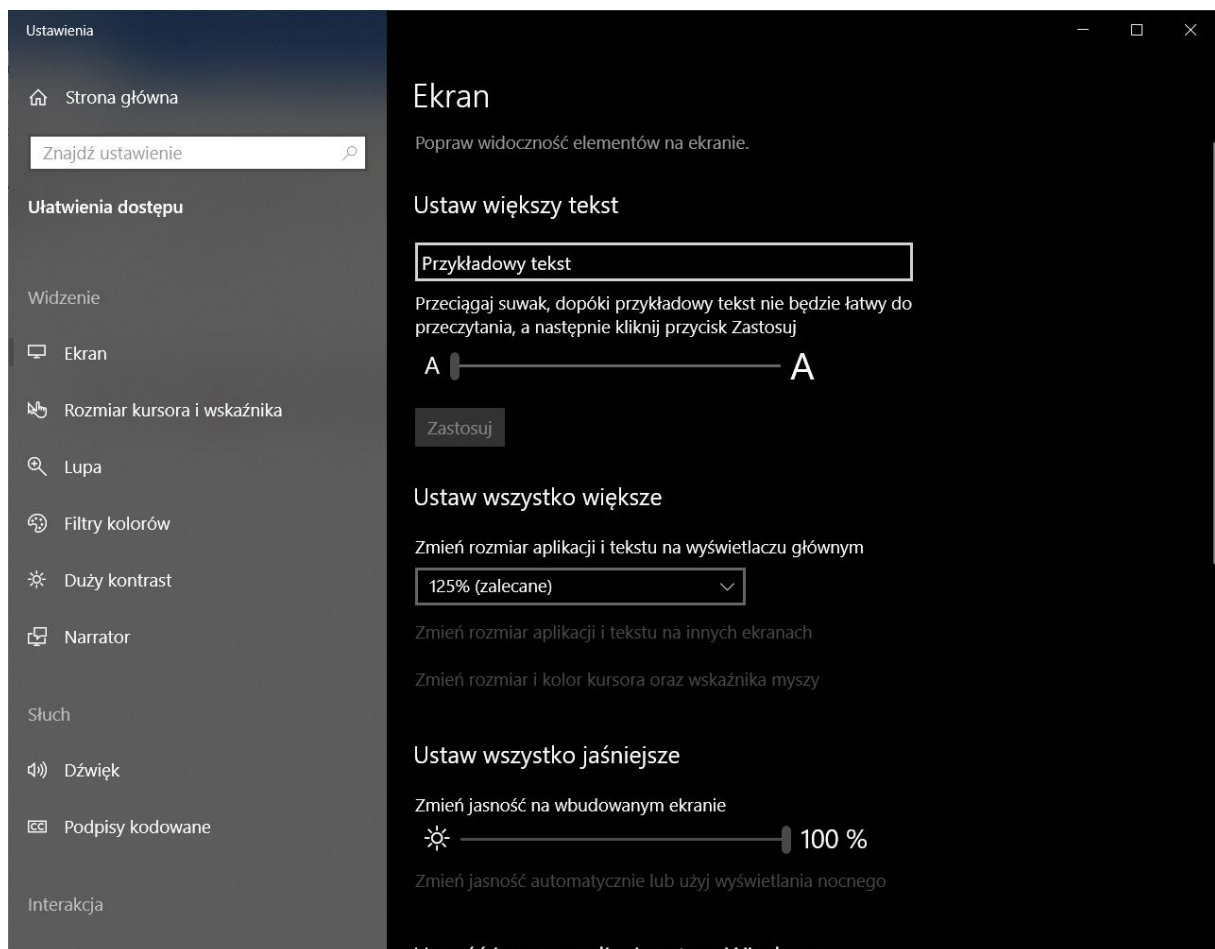 Ustawienia
Strona główna
Znajdź ustawienie
Ułatwienia dostępu
Widzenie
Ekran
Rozmiar kursora i wskaźnika
Lupa
Filtry kolorów
Duży kontrast
Narrator
Słuch
Dźwięk
CC Podpisy kodowane
Interakcja
Ekran
Popraw widoczność elementów na ekranie.
Ustaw większy tekst
Przykładowy tekst
Przeciągaj suwak, dopóki przykładowy tekst nie będzie łatwy do
przeczytania, a następnie kliknij przycisk Zastosuj
A A
Zastosuj
Ustaw wszystko większe
Zmień rozmiar aplikacji i tekstu na wyświetlaczu głównym
125% (zalecane)
Zmień rozmiar aplikacji i tekstu na innych ekranach
Zmień rozmiar i kolor kursora oraz wskaźnika myszy
Ustaw wszystko jaśniejsze
Zmień jasność na wbudowanym ekranie
100 %
Zmień jasność automatycznie lub użyj wyświetlania nocnego